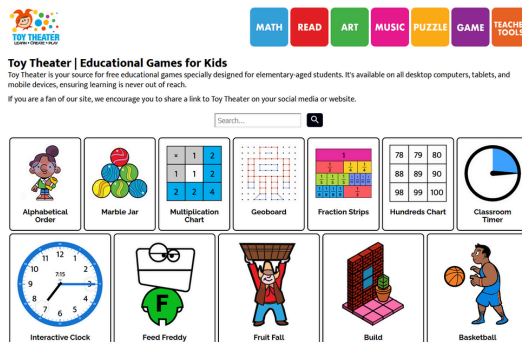 TOY THEATER
LEARN • CREATE • PLAY
MATH
READ
ART
MUSIC
PUZZLE
GAME
TEACHER
TOOLS
Toy Theater | Educational Games for Kids
Toy Theater is your source for free educational games specially designed for elementary-aged students. It's available on all desktop computers, tablets, and
mobile devices, ensuring learning is never out of reach.
If you are a fan of our site, we encourage you to share a link to Toy Theater on your social media or website.
Search...
× 1 2
1 1 2
2 2 4
1
78 79 80
88 89 90
98 99 100
Alphabetical
Order
Marble Jar
Multiplication
Chart
Geoboard
Fraction Strips
Hundreds Chart
Classroom
Timer
12
11 1
10 2
7:15
9 3
8 4
7 5
6
F
Interactive Clock
Feed Freddy
Fruit Fall
Build
Basketball